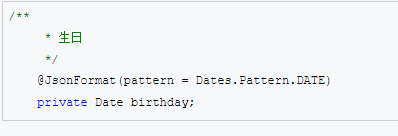 /**
* 生日
*/
@JsonFormat(pattern = Dates.Pattern.DATE)
private Date birthday;